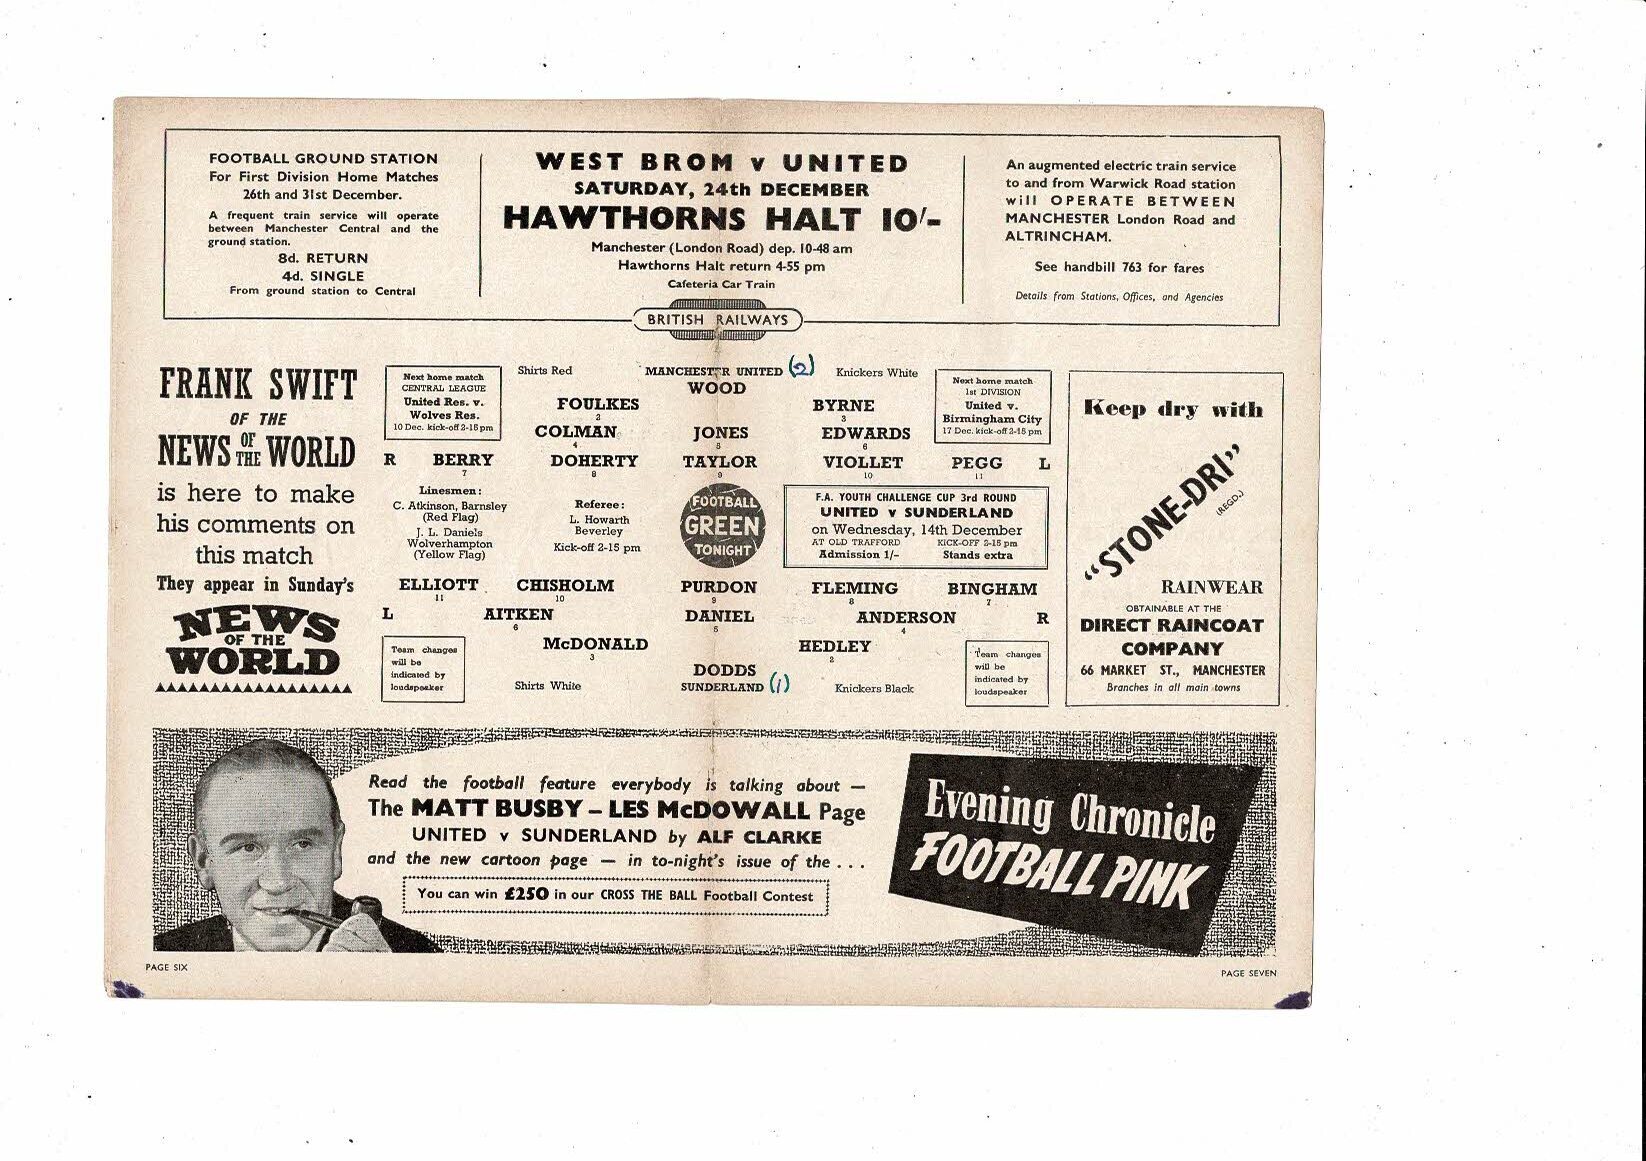 FOOTBALL GROUND STATION
For First Division Home Matches
26th and 31st December.
A frequent train service will operate
between Manchester Central and the
ground station.
8d. RETURN
4d. SINGLE
From ground station to Central
WEST BROM v UNITED
SATURDAY, 24th DECEMBER
HAWTHORNS HALT 10/-
Manchester (London Road) dep. 10-48 am
Hawthorns Halt return 4-55 pm
Cafeteria Car Train
An augmented electric train service
to and from Warwick Road station
will OPERATE BETWEEN
MANCHESTER London Road and
ALTRINCHAM.
See handbill 763 for fares
Details from Stations, Offices, and Agencies
BRITISH RAILWAYS
FRANK SWIFT
OF THE
NEWS OF THE WORLD
is here to make
his comments on
this match
They appear in Sunday's
NEWS
OF THE
WORLD
Next home match
CENTRAL LEAGUE
United Res. v.
Wolves Res.
10 Dec. kick-off 2-15 pm
Shirts Red
MANCHESTER UNITED (2)
Knickers White
Next home match
1st DIVISION
United v.
Birmingham City
17 Dec. kick-off 2-15 pm
WOOD
FOULKES BYRNE
2 3
COLMAN JONES EDWARDS
4 5 6
R BERRY DOHERTY TAYLOR VIOLLET PEGG L
7 8 9 10 11
Linesmen:
C. Atkinson, Barnsley
(Red Flag)
J. L. Daniels
Wolverhampton
(Yellow Flag)
Referee:
L. Howarth
Beverley
Kick-off 2-15 pm
FOOTBALL
GREEN
TONIGHT
F.A. YOUTH CHALLENGE CUP 3rd ROUND
UNITED v SUNDERLAND
on Wednesday, 14th December
AT OLD TRAFFORD KICK-OFF 2-15 pm
Admission 1/- Stands extra
ELLIOTT CHISHOLM PURDON FLEMING BINGHAM
11 10 9 8 7
L AITKEN DANIEL ANDERSON R
6 5 4
McDONALD HEDLEY
3 2
DODDS
Team changes
will be
indicated by
loudspeaker
Shirts White
SUNDERLAND (1)
Knickers Black
Team changes
will be
indicated by
loudspeaker
Keep dry with
"STONE-DRI"
(REGD.)
RAINWEAR
OBTAINABLE AT THE
DIRECT RAINCOAT
COMPANY
66 MARKET ST., MANCHESTER
Branches in all main towns
Read the football feature everybody is talking about —
The MATT BUSBY – LES McDOWALL Page
UNITED v SUNDERLAND by ALF CLARKE
and the new cartoon page — in to-night's issue of the ...
You can win £250 in our CROSS THE BALL Football Contest
Evening Chronicle
FOOTBALL PINK
PAGE SIX
PAGE SEVEN